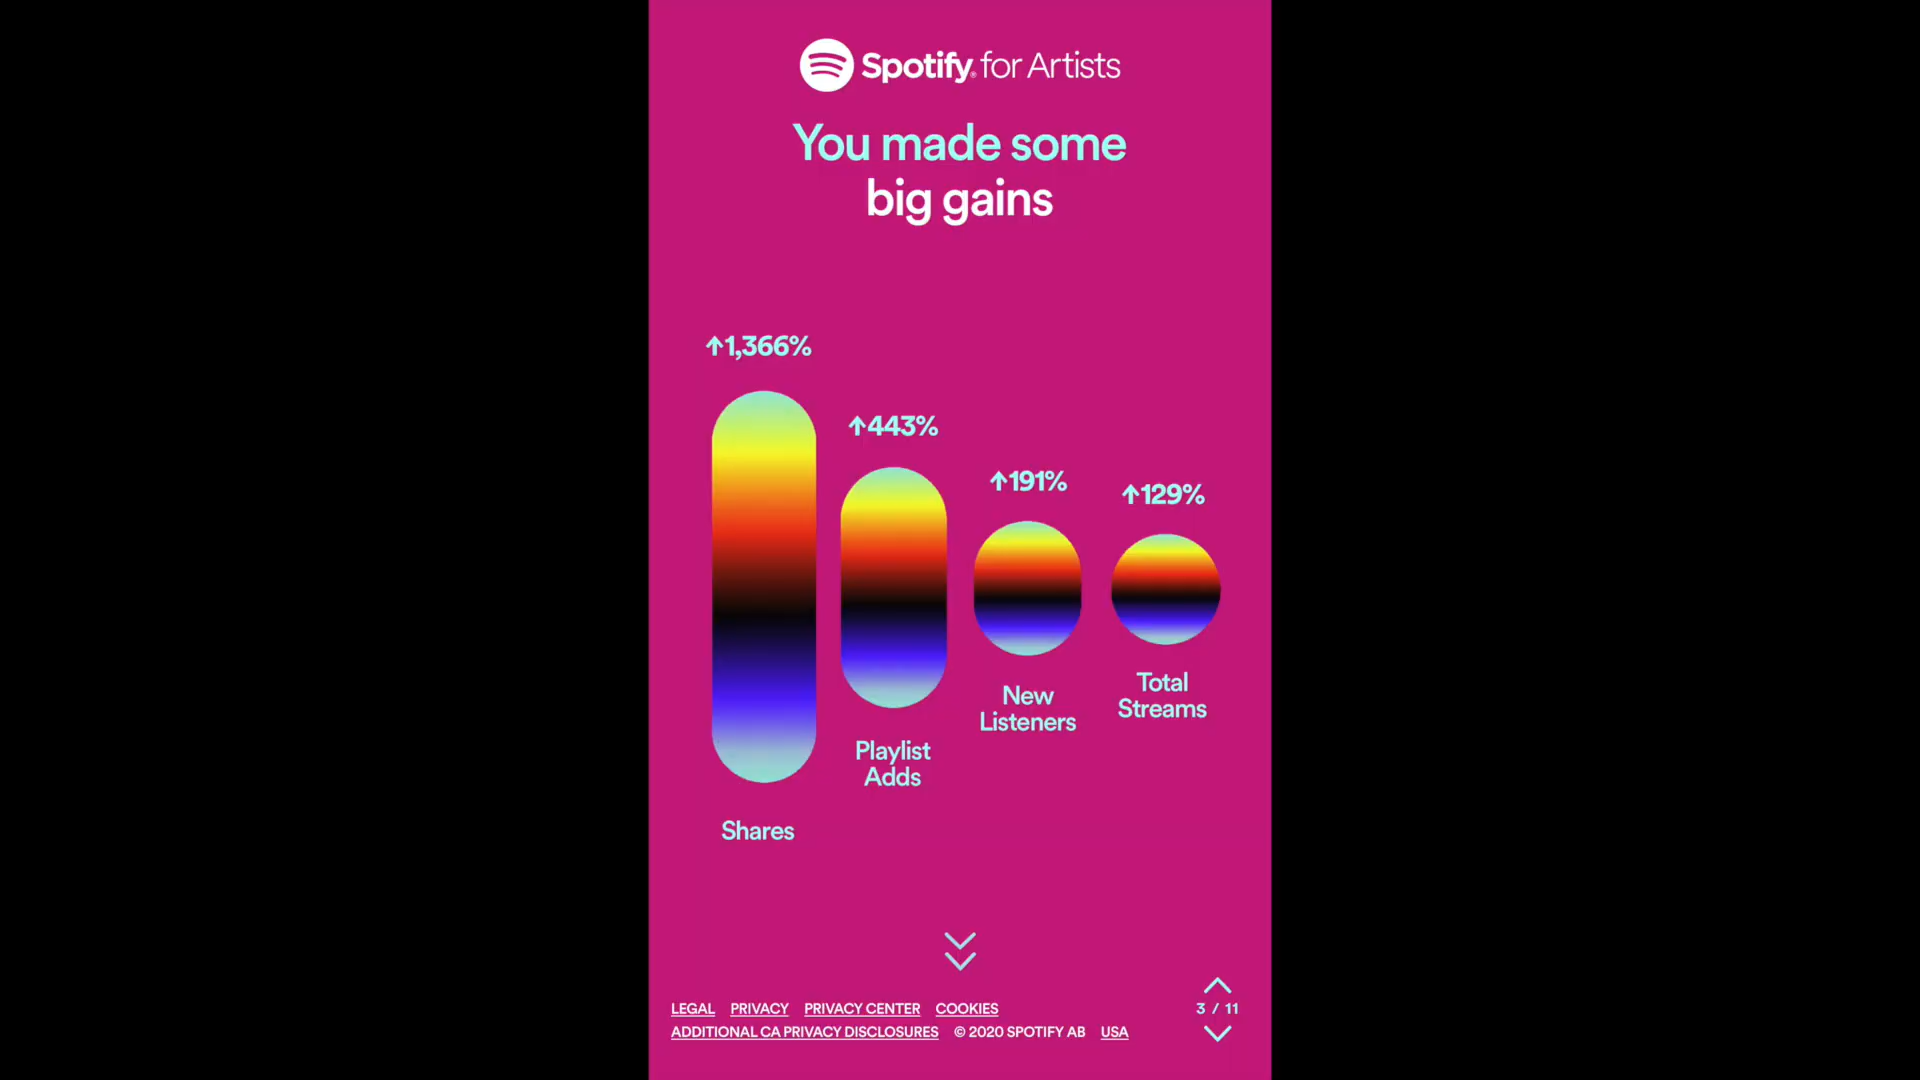 Spotify® for Artists
You made some
big gains
↑1,366%
↑443%
↑191%
↑129%
Total
Streams
New
Listeners
Playlist
Adds
Shares
LEGAL PRIVACY PRIVACY CENTER COOKIES
3 / 11
ADDITIONAL CA PRIVACY DISCLOSURES © 2020 SPOTIFY AB USA